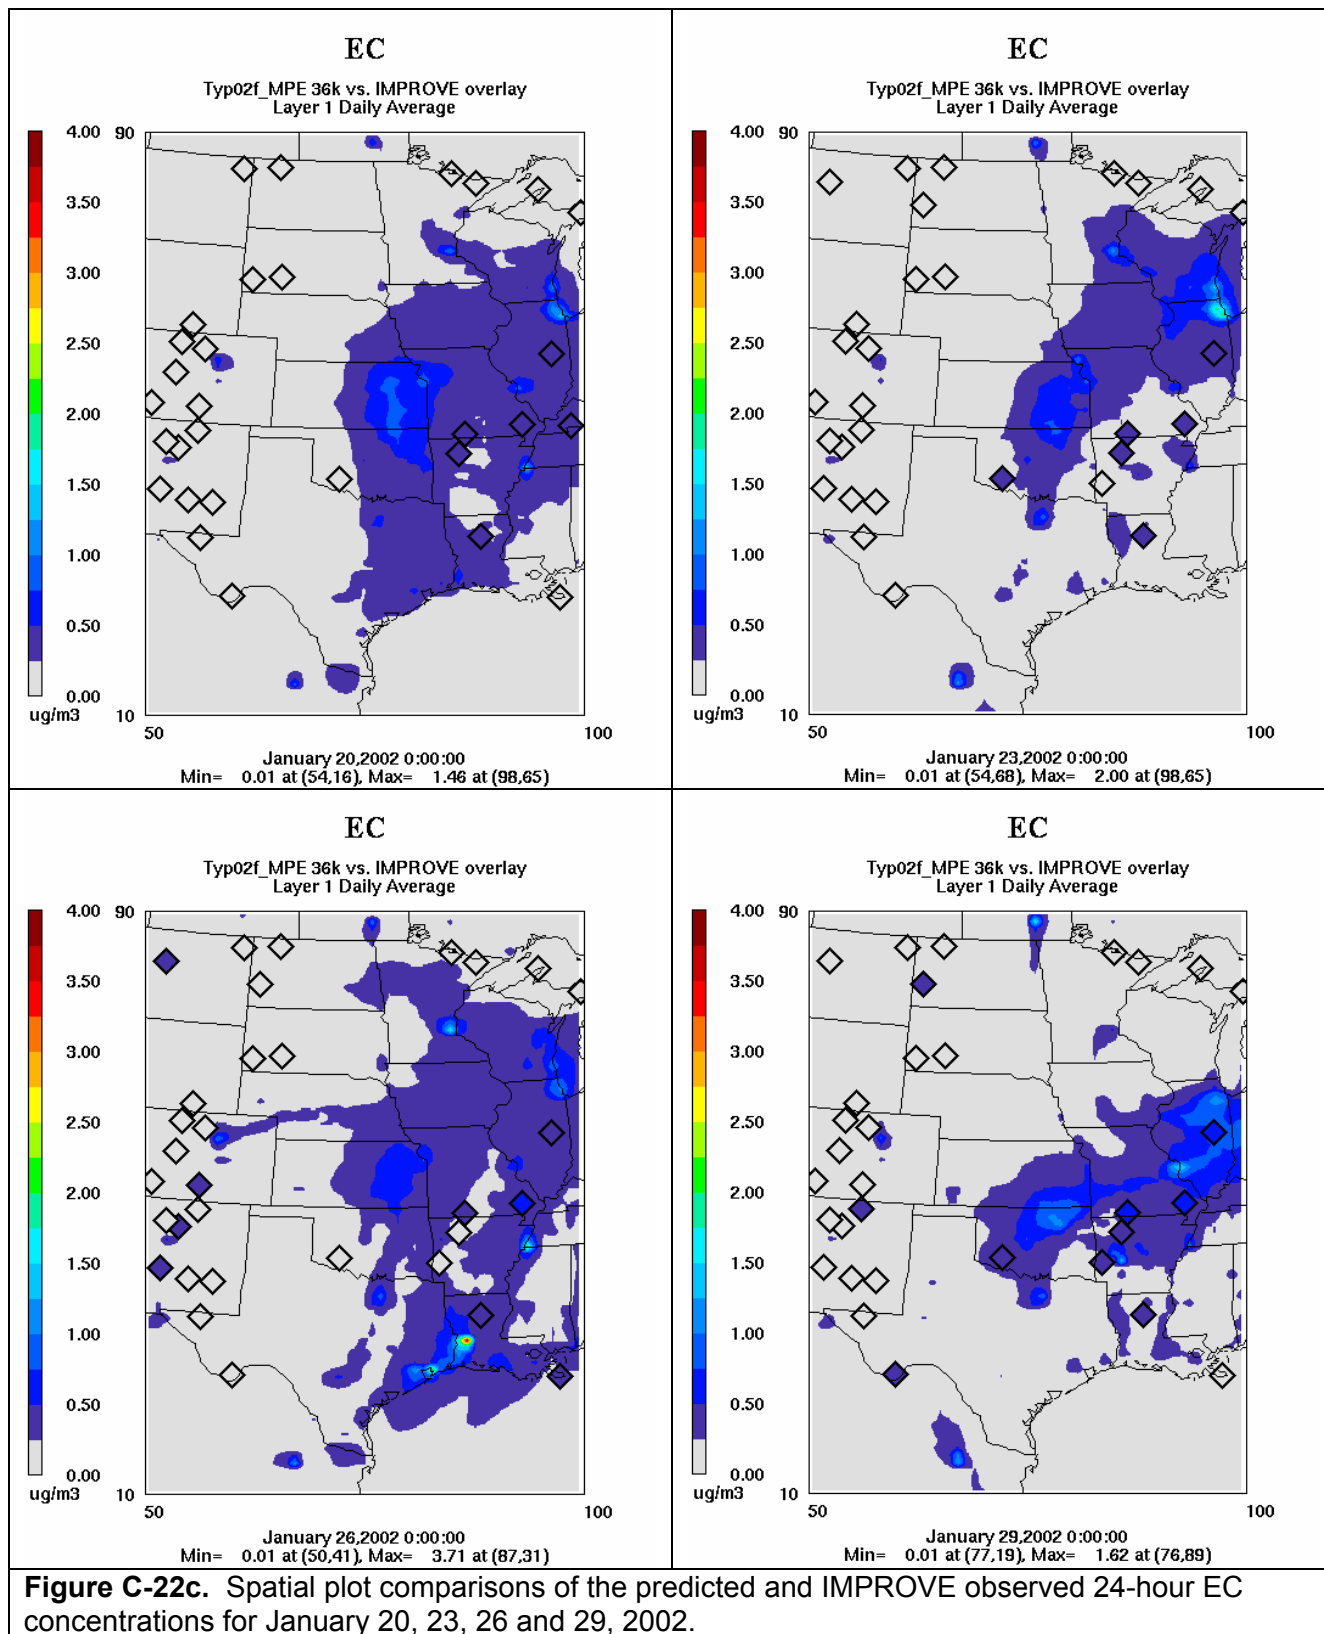 EC
Typ02f_MPE 36k vs. IMPROVE overlay
Layer 1 Daily Average
90
4.00
3.50
3.00
2.50
2.00
1.50
1.00
0.50
0.00
ug/m3
10
50
100
January 20,2002 0:00:00
Min= 0.01 at (54,16), Max= 1.46 at (98,65)
EC
Typ02f_MPE 36k vs. IMPROVE overlay
Layer 1 Daily Average
90
4.00
3.50
3.00
2.50
2.00
1.50
1.00
0.50
0.00
ug/m3
10
50
100
January 23,2002 0:00:00
Min= 0.01 at (54,68), Max= 2.00 at (98,65)
EC
Typ02f_MPE 36k vs. IMPROVE overlay
Layer 1 Daily Average
90
4.00
3.50
3.00
2.50
2.00
1.50
1.00
0.50
0.00
ug/m3
10
50
100
January 26,2002 0:00:00
Min= 0.01 at (50,41), Max= 3.71 at (87,31)
EC
Typ02f_MPE 36k vs. IMPROVE overlay
Layer 1 Daily Average
90
4.00
3.50
3.00
2.50
2.00
1.50
1.00
0.50
0.00
ug/m3
10
50
100
January 29,2002 0:00:00
Min= 0.01 at (77,19), Max= 1.62 at (76,89)
Figure C-22c. Spatial plot comparisons of the predicted and IMPROVE observed 24-hour EC
concentrations for January 20, 23, 26 and 29, 2002.